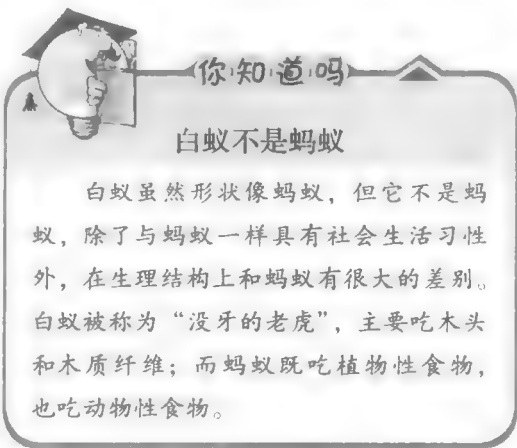 你知道吗
白蚁不是蚂蚁
白蚁虽然形状像蚂蚁，但它不是蚂
蚁，除了与蚂蚁一样具有社会生活习性
外，在生理结构上和蚂蚁有很大的差别。
白蚁被称为“没牙的老虎”，主要吃木头
和木质纤维；而蚂蚁既吃植物性食物，
也吃动物性食物。